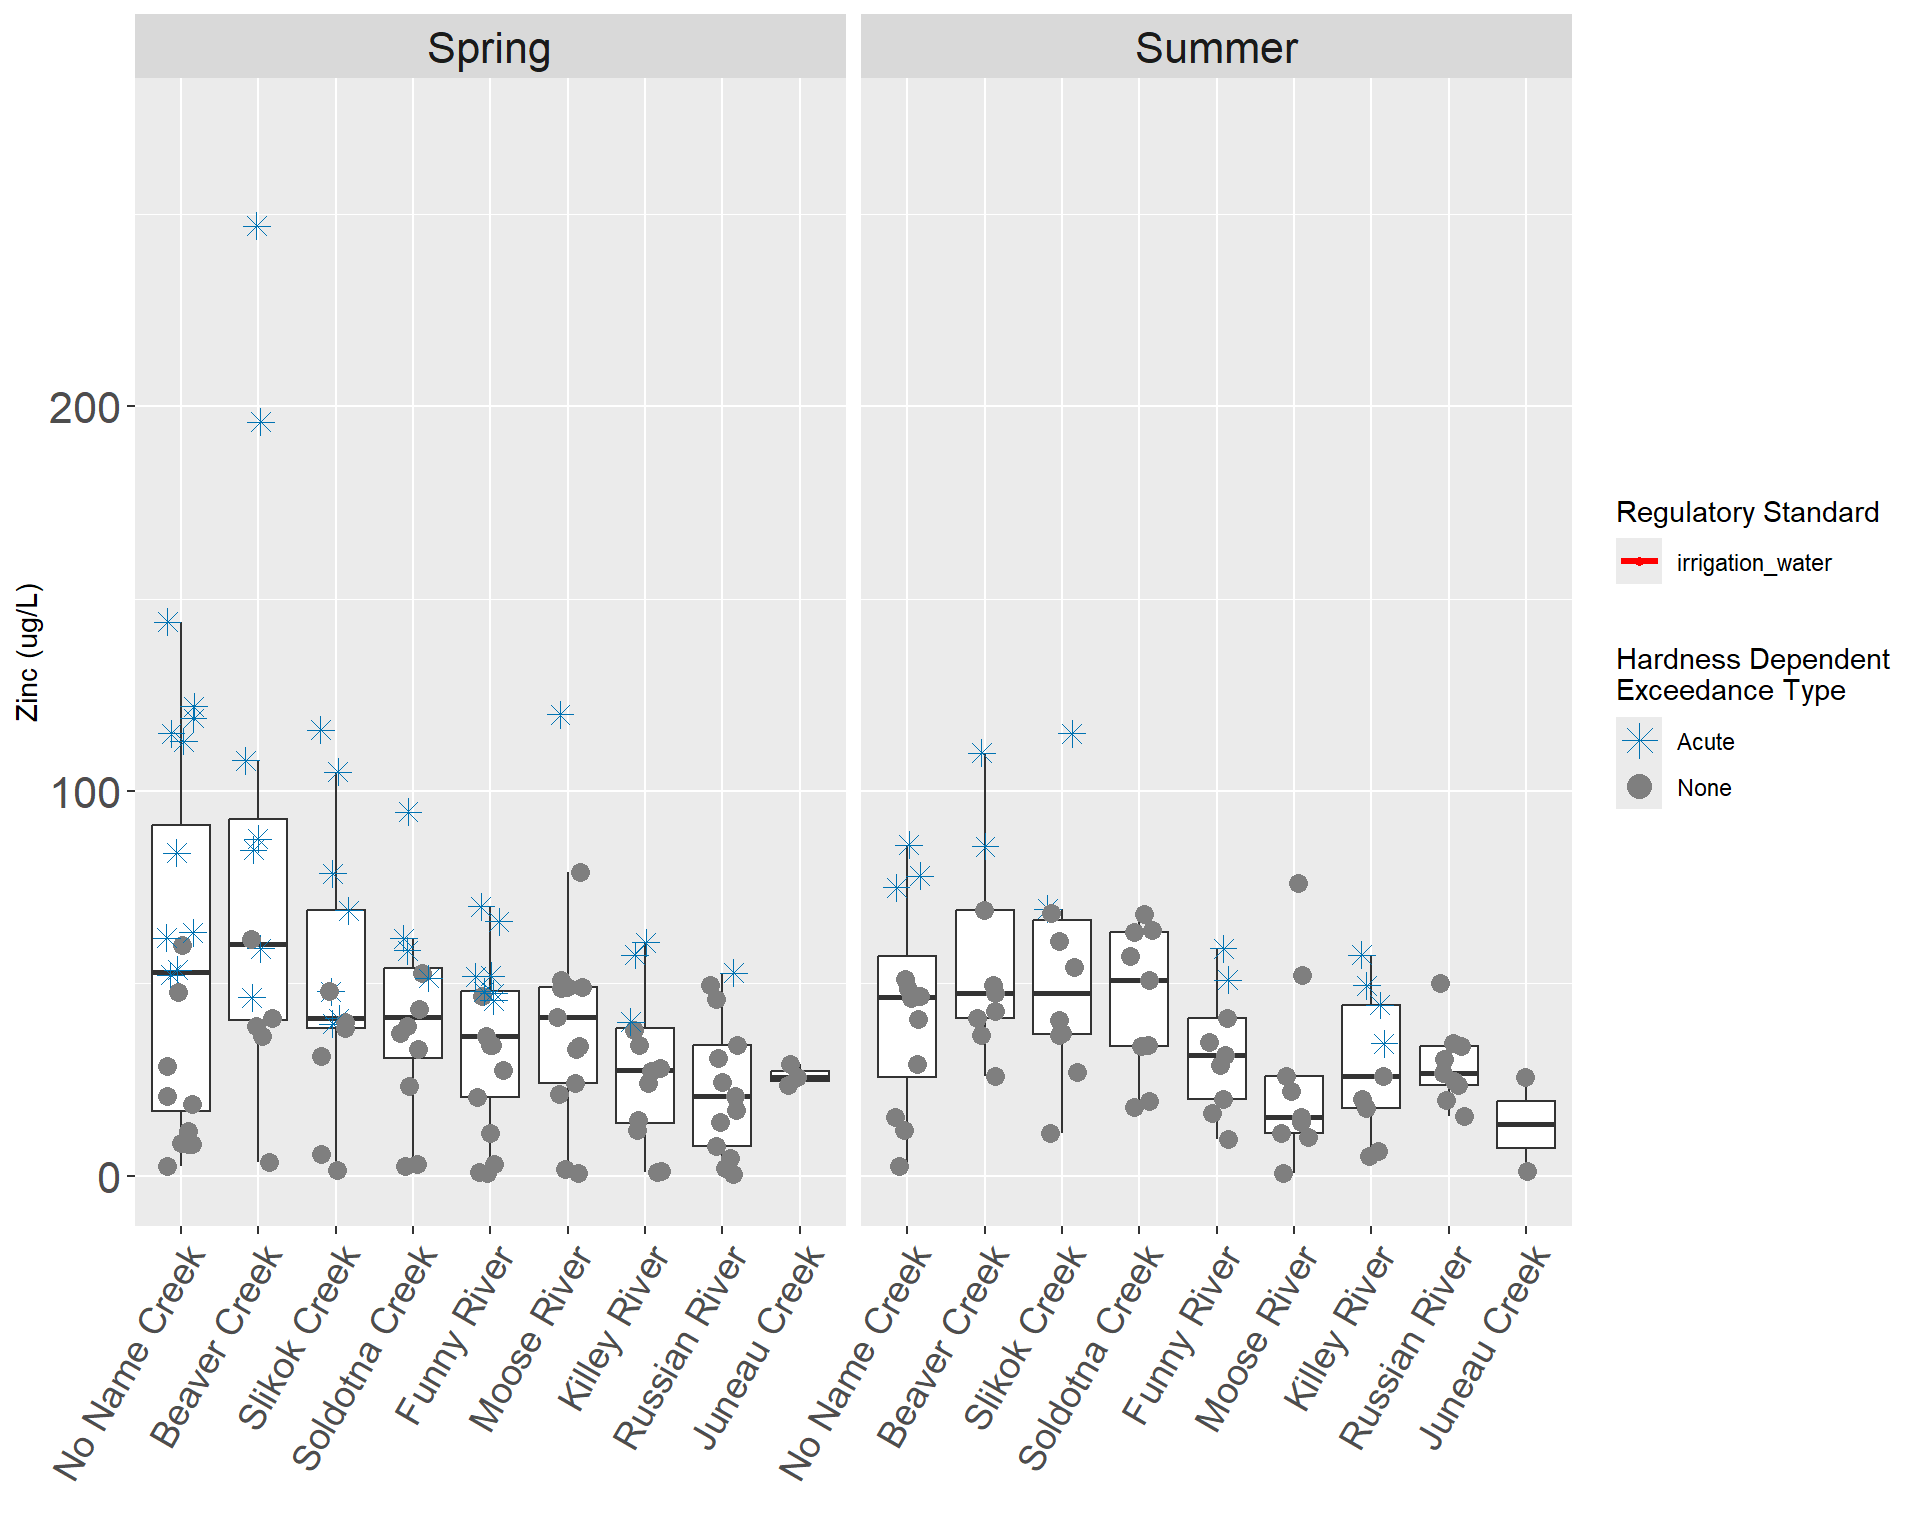 Spring
Summer
Zinc (ug/L)
200
100
0
No Name Creek
Beaver Creek
Slikok Creek
Soldotna Creek
Funny River
Moose River
Killey River
Russian River
Juneau Creek
No Name Creek
Beaver Creek
Slikok Creek
Soldotna Creek
Funny River
Moose River
Killey River
Russian River
Juneau Creek
Regulatory Standard
irrigation_water
Hardness Dependent
Exceedance Type
Acute
None